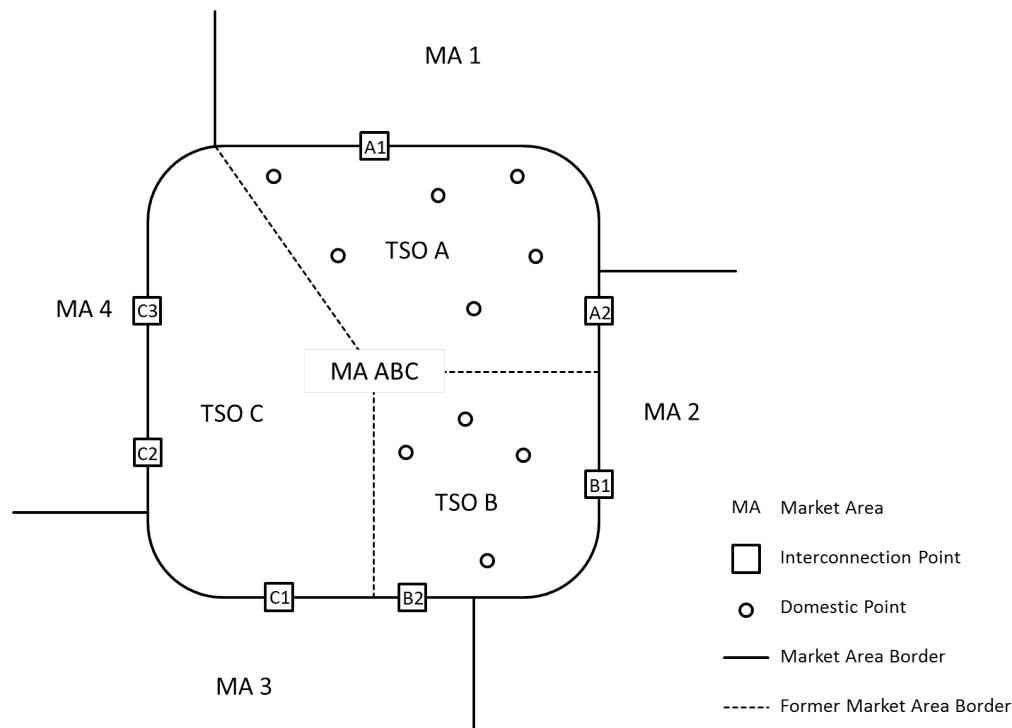 MA 1
A1
TSO A
MA 4
C3
A2
MA ABC
TSO C
MA 2
C2
B1
TSO B
MA Market Area
Interconnection Point
Domestic Point
C1
B2
Market Area Border
MA 3
Former Market Area Border